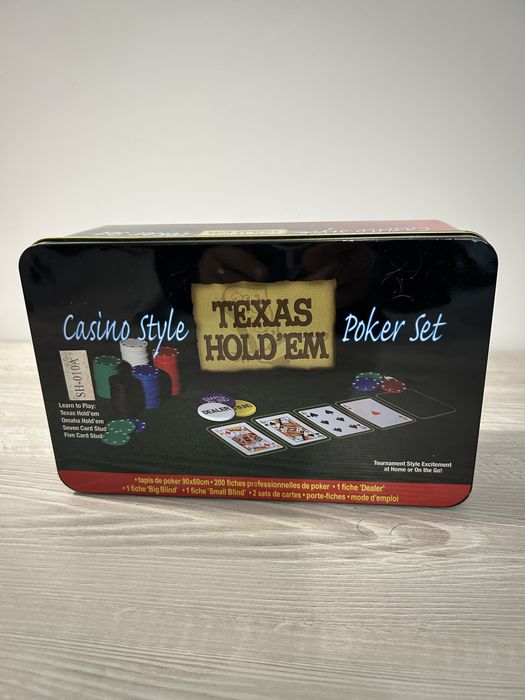 Casino Style
TEXAS
HOLD'EM
Poker Set
SH-010A
Learn to Play:
Texas Hold'em
Omaha Hold'em
Seven Card Stud
Five Card Stud
DEALER
Tournament Style Excitement
at Home or On the Go!
• tapis de poker 90x60cm • 200 fiches professionnelles de poker • 1 fiche 'Dealer'
• 1 fiche 'Big Blind' • 1 fiche 'Small Blind' • 2 sets de cartes • porte-fiches • mode d'emploi